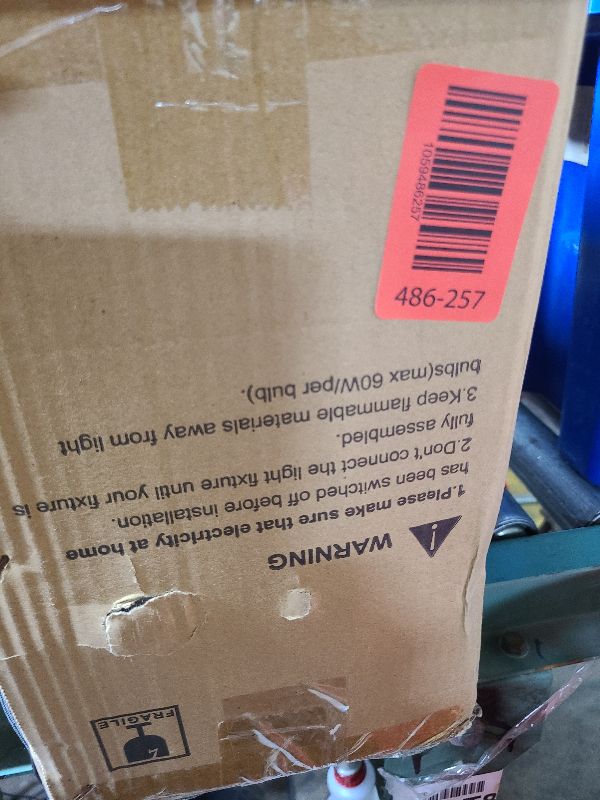 1059486257
486-257
WARNING
1.Please make sure that electricity at home
has been switched off before installation.
2.Don't connect the light fixture until your fixture is
fully assembled.
3.Keep flammable materials away from light
bulbs(max 60W/per bulb).
FRAGILE